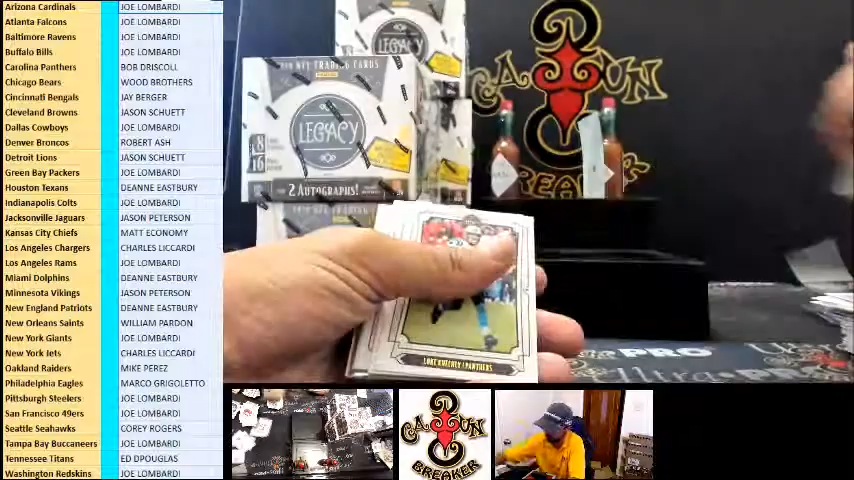 Arizona Cardinals JOE LOMBARDI
Atlanta Falcons JOE LOMBARDI
Baltimore Ravens JOE LOMBARDI
Buffalo Bills JOE LOMBARDI
Carolina Panthers BOB DRISCOLL
Chicago Bears WOOD BROTHERS
Cincinnati Bengals JAY BERGER
Cleveland Browns JASON SCHUETT
Dallas Cowboys JOE LOMBARDI
Denver Broncos ROBERT ASH
Detroit Lions JASON SCHUETT
Green Bay Packers JOE LOMBARDI
Houston Texans DEANNE EASTBURY
Indianapolis Colts JOE LOMBARDI
Jacksonville Jaguars JASON PETERSON
Kansas City Chiefs MATT ECONOMY
Los Angeles Chargers CHARLES LICCARDI
Los Angeles Rams JOE LOMBARDI
Miami Dolphins DEANNE EASTBURY
Minnesota Vikings JASON PETERSON
New England Patriots DEANNE EASTBURY
New Orleans Saints WILLIAM PARDON
New York Giants JOE LOMBARDI
New York Jets CHARLES LICCARDI
Oakland Raiders MIKE PEREZ
Philadelphia Eagles MARCO GRIGOLETTO
Pittsburgh Steelers JOE LOMBARDI
San Francisco 49ers JOE LOMBARDI
Seattle Seahawks COREY ROGERS
Tampa Bay Buccaneers JOE LOMBARDI
Tennessee Titans ED DPOUGLAS
Washington Redskins JOE LOMBARDI
LEGACY
NFL TRADING CARDS
LEGACY
8
16
2 AUTOGRAPHS!
LUKE KUECHLY | PANTHERS
PRO
CAJUN
BREAKER